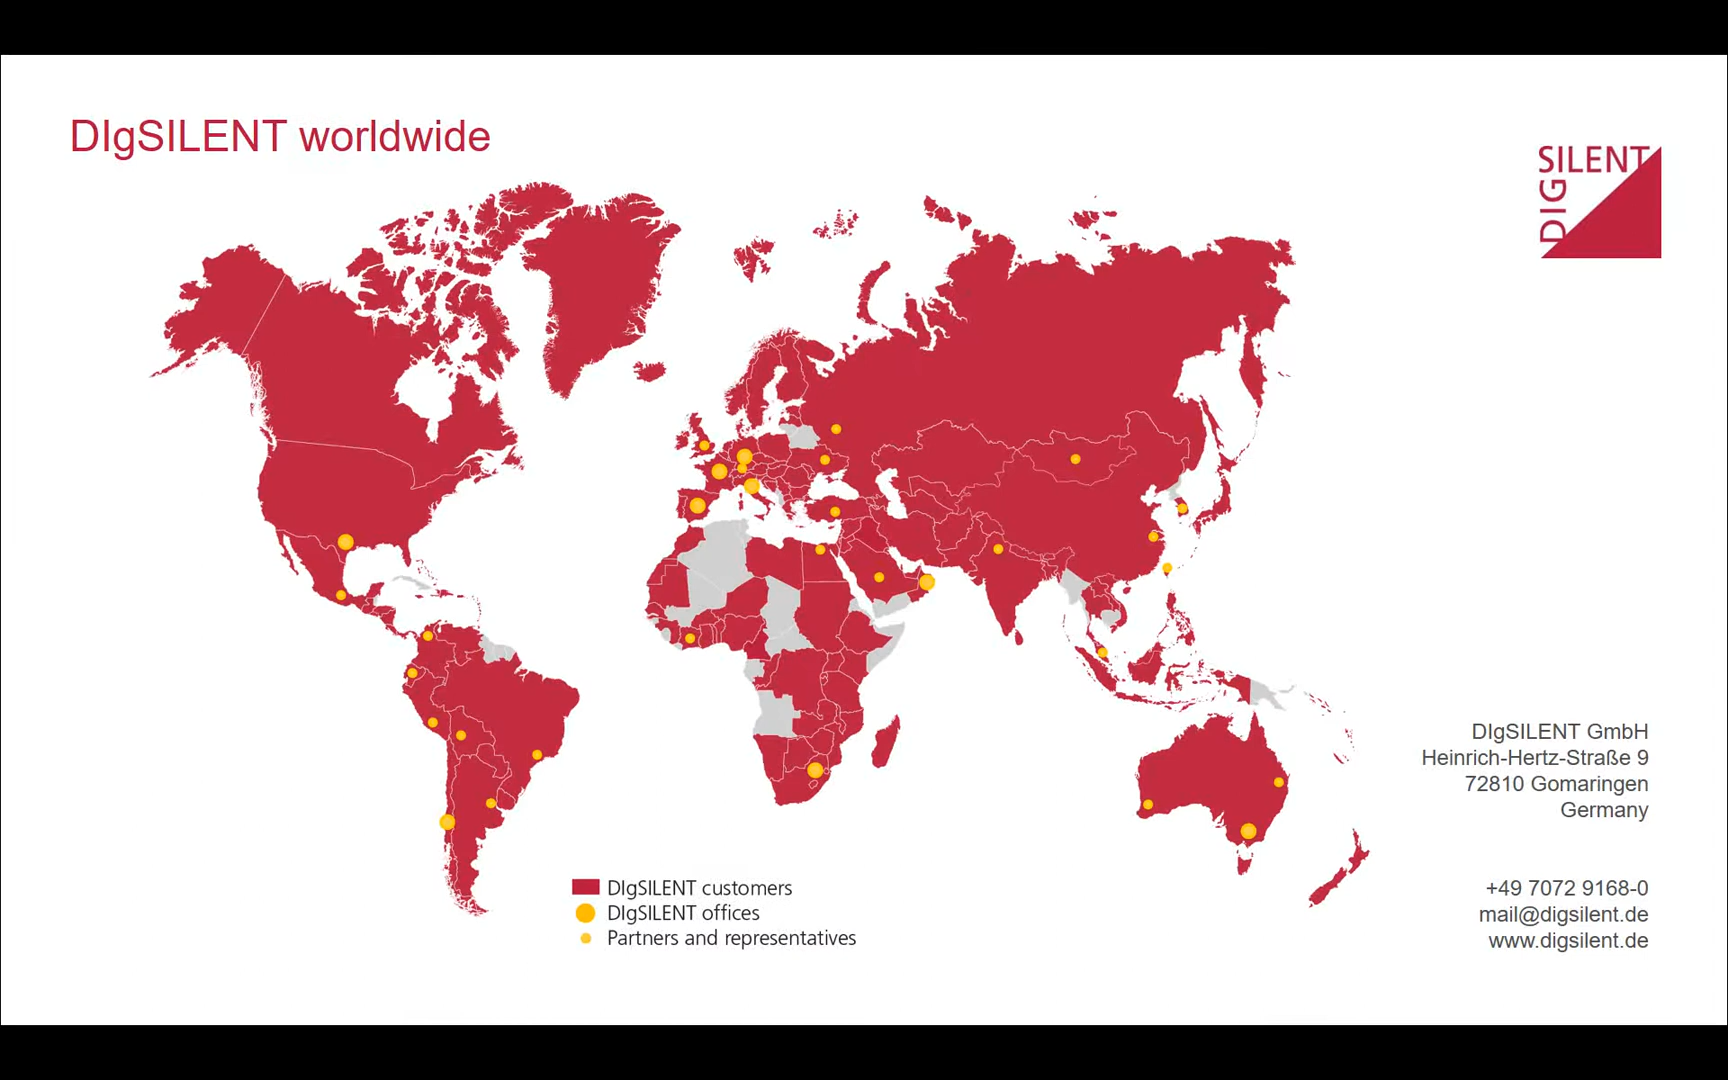 DIgSILENT worldwide
SILENT
DIG
DIgSILENT GmbH
Heinrich-Hertz-Straße 9
72810 Gomaringen
Germany
DIgSILENT customers
DIgSILENT offices
Partners and representatives
+49 7072 9168-0
mail@digsilent.de
www.digsilent.de